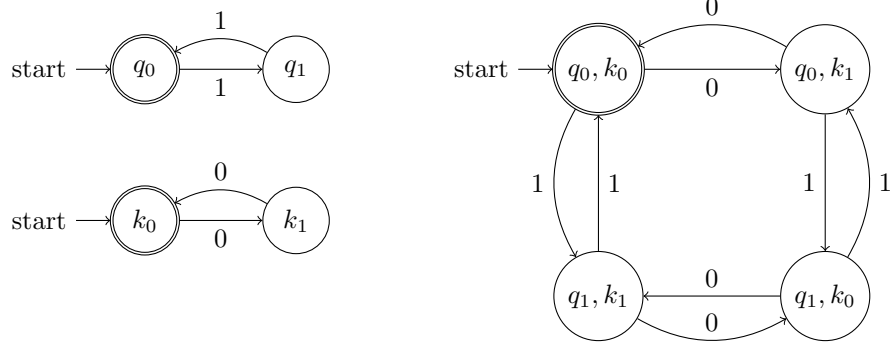 1
start q₀ q₁
1
0
start k₀ k₁
0
0
start q₀, k₀ q₀, k₁
0
1 1 1 1
q₁, k₁ q₁, k₀
0
0